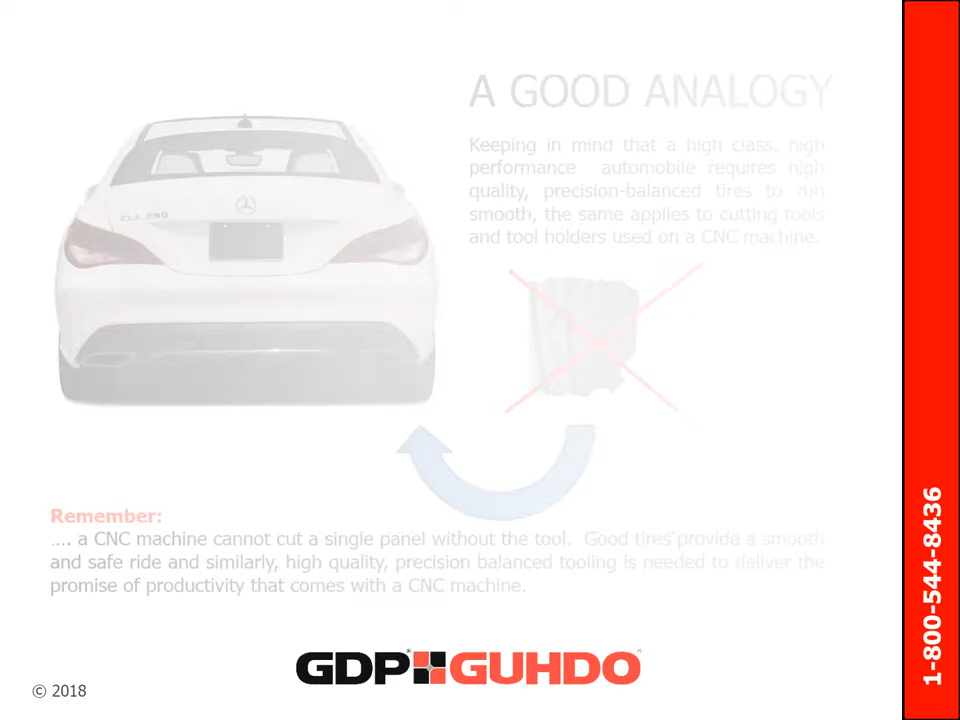 A GOOD ANALOGY
Keeping in mind that a high class, high
performance automobile requires high
quality, precision-balanced tires to run
smooth, the same applies to cutting tools
and tool holders used on a CNC machine.
CLA 250
Remember:
.... a CNC machine cannot cut a single panel without the tool. Good tires provide a smooth
and safe ride and similarly, high quality, precision balanced tooling is needed to deliver the
promise of productivity that comes with a CNC machine.
GDP® GUHDO®
© 2018
1-800-544-8436